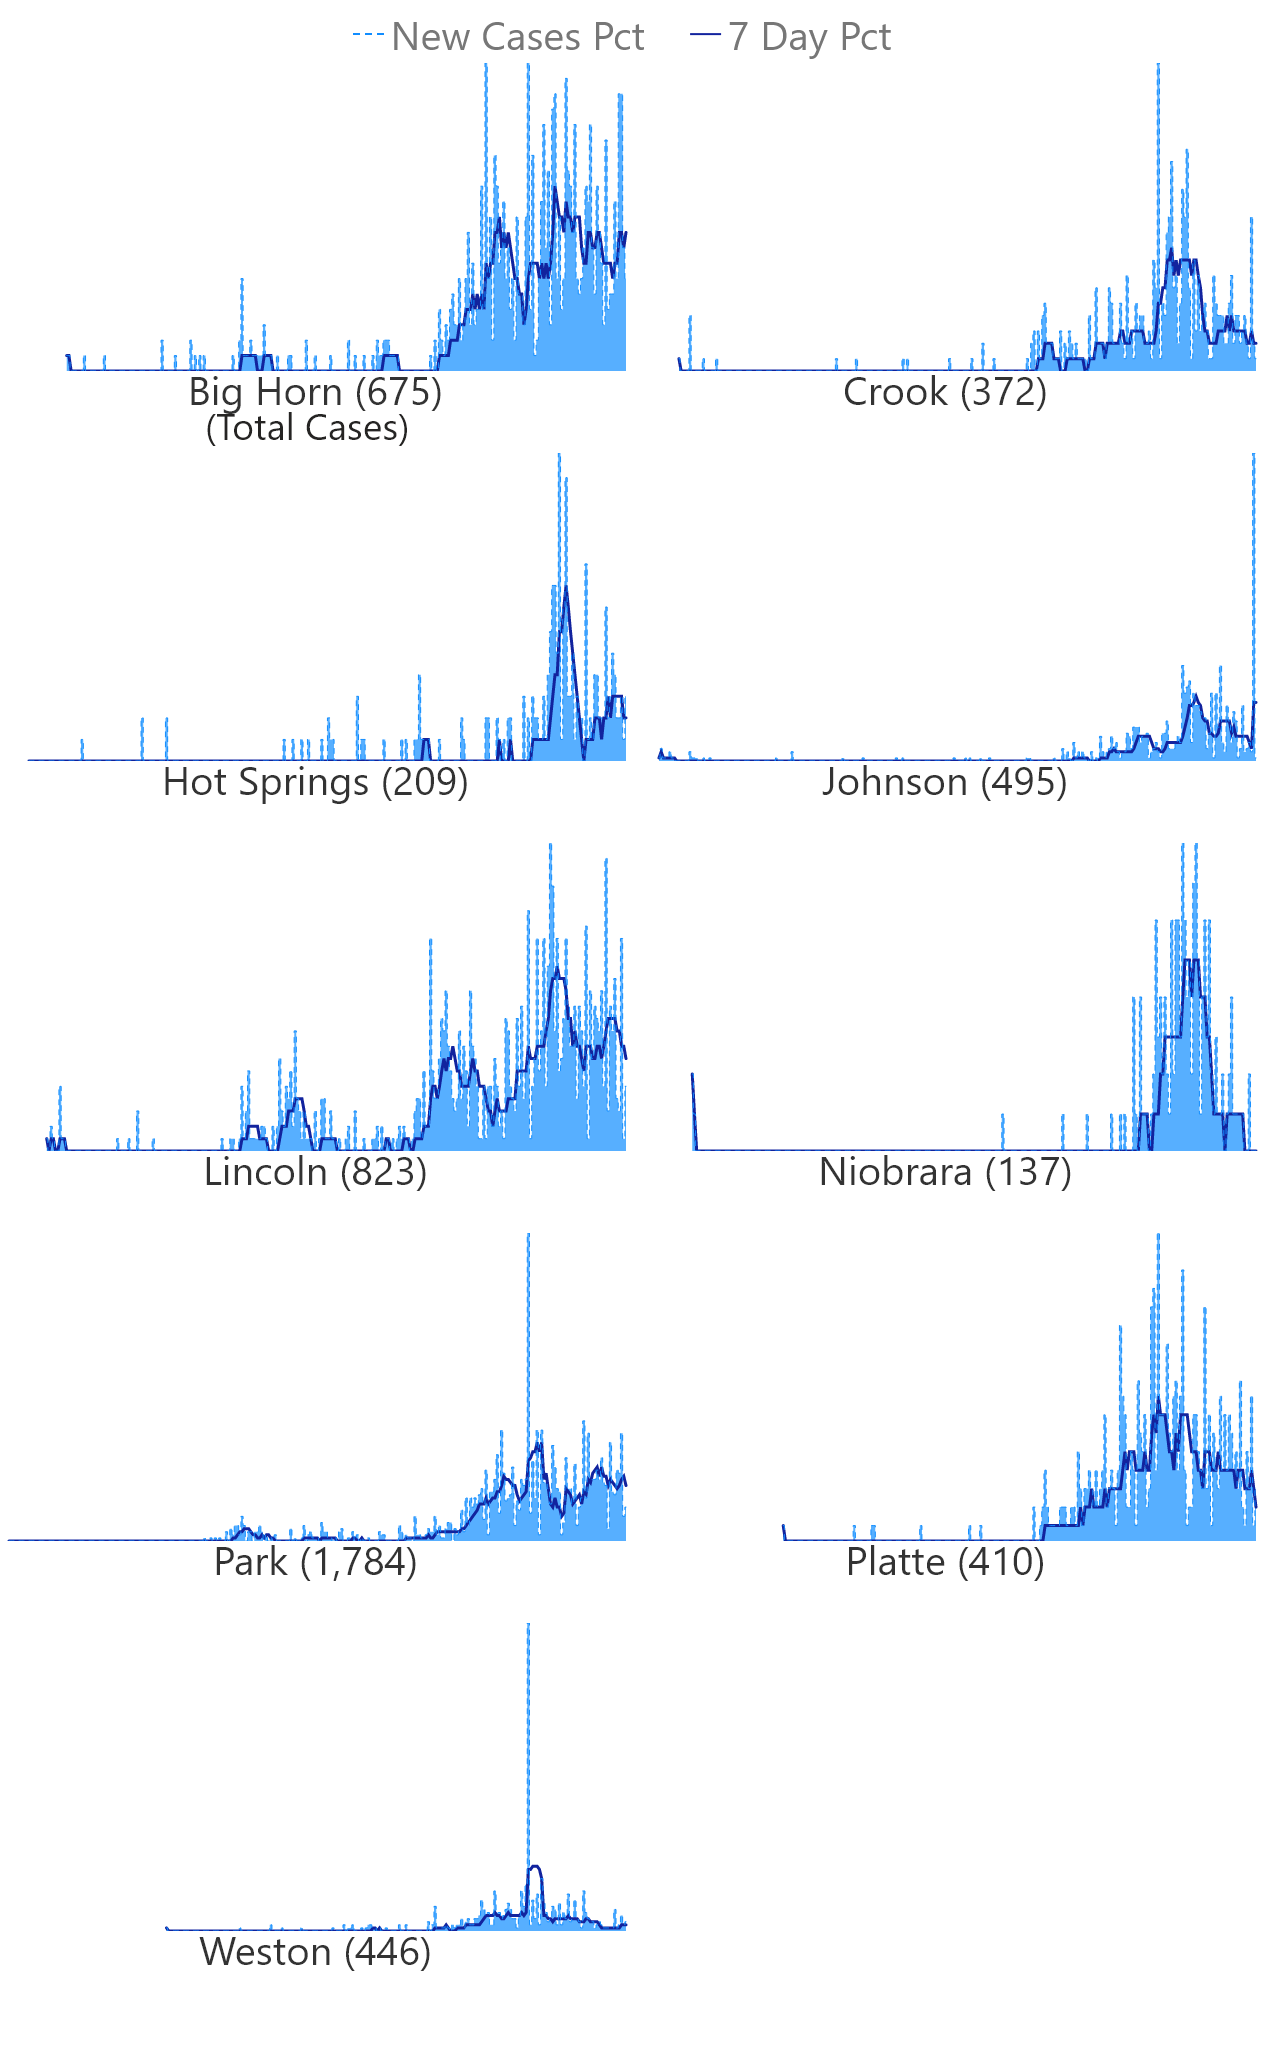 New Cases Pct 7 Day Pct
Big Horn (675) Crook (372)
(Total Cases)
Hot Springs (209) Johnson (495)
Lincoln (823) Niobrara (137)
Park (1,784) Platte (410)
Weston (446)